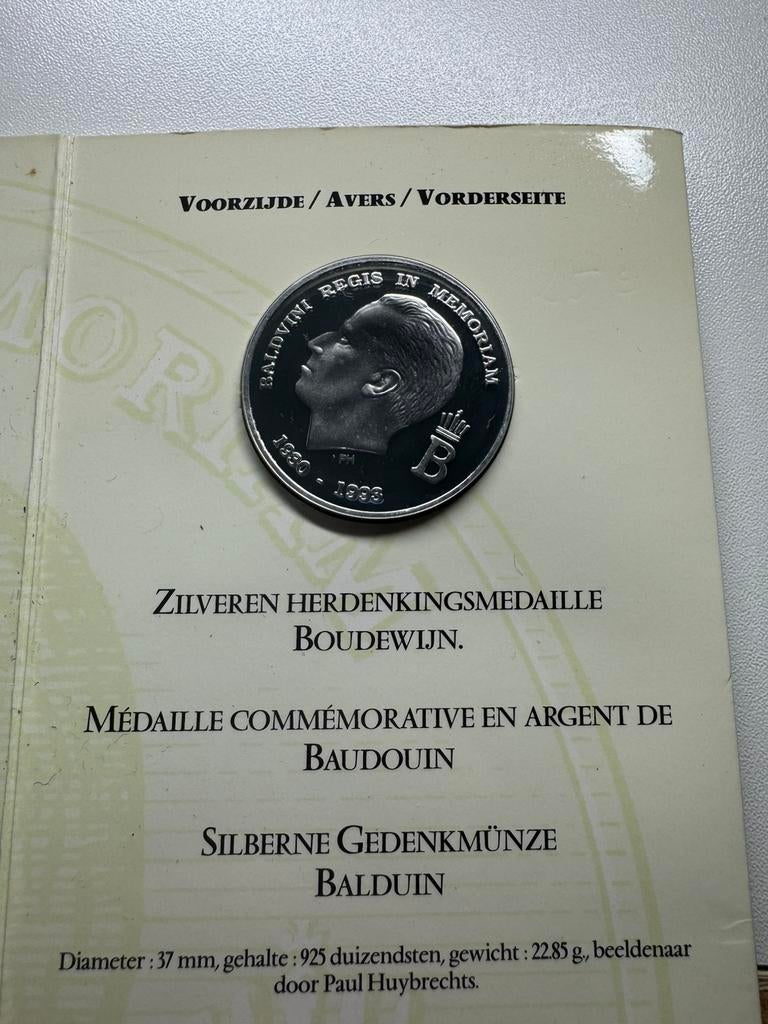 VOORZIJDE / AVERS / VORDERSEITE
BALDVINI REGIS IN MEMORIAM
PH
B
1930 - 1993
ZILVEREN HERDENKINGSMEDAILLE
BOUDEWIJN.
MÉDAILLE COMMÉMORATIVE EN ARGENT DE
BAUDOUIN
SILBERNE GEDENKMÜNZE
BALDUIN
Diameter : 37 mm, gehalte : 925 duizendsten, gewicht : 22.85 g., beeldenaar
door Paul Huybrechts.